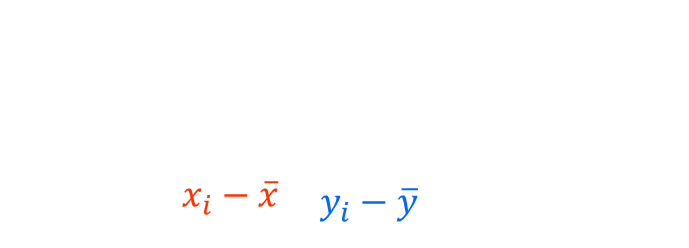 xᵢ − x̄ yᵢ − ȳ